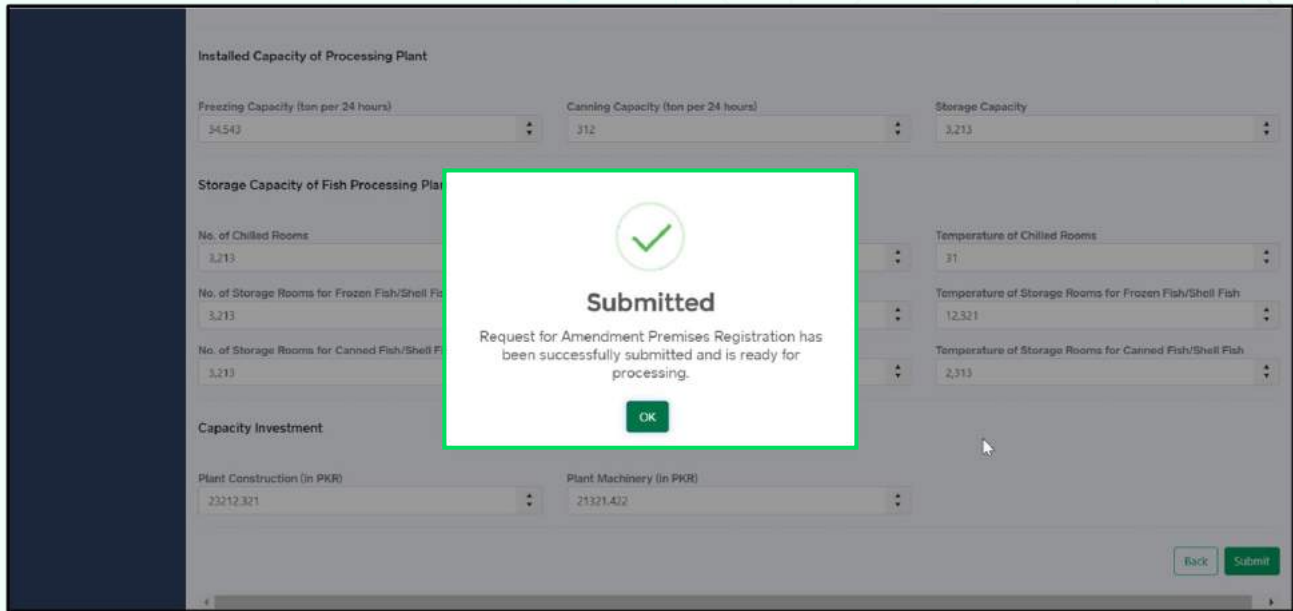 Installed Capacity of Processing Plant
Freezing Capacity (ton per 24 hours) Canning Capacity (ton per 24 hours) Storage Capacity
34,543 312 3,213
Storage Capacity of Fish Processing Plan
No. of Chilled Rooms Temperature of Chilled Rooms
3,213 31
No. of Storage Rooms for Frozen Fish/Shell Fis Temperature of Storage Rooms for Frozen Fish/Shell Fish
3,213 12,321
No. of Storage Rooms for Canned Fish/Shell F Temperature of Storage Rooms for Canned Fish/Shell Fish
3,213 2,313
Submitted
Request for Amendment Premises Registration has
been successfully submitted and is ready for
processing.
OK
Capacity Investment
Plant Construction (in PKR) Plant Machinery (in PKR)
23212.321 21321.422
Back Submit